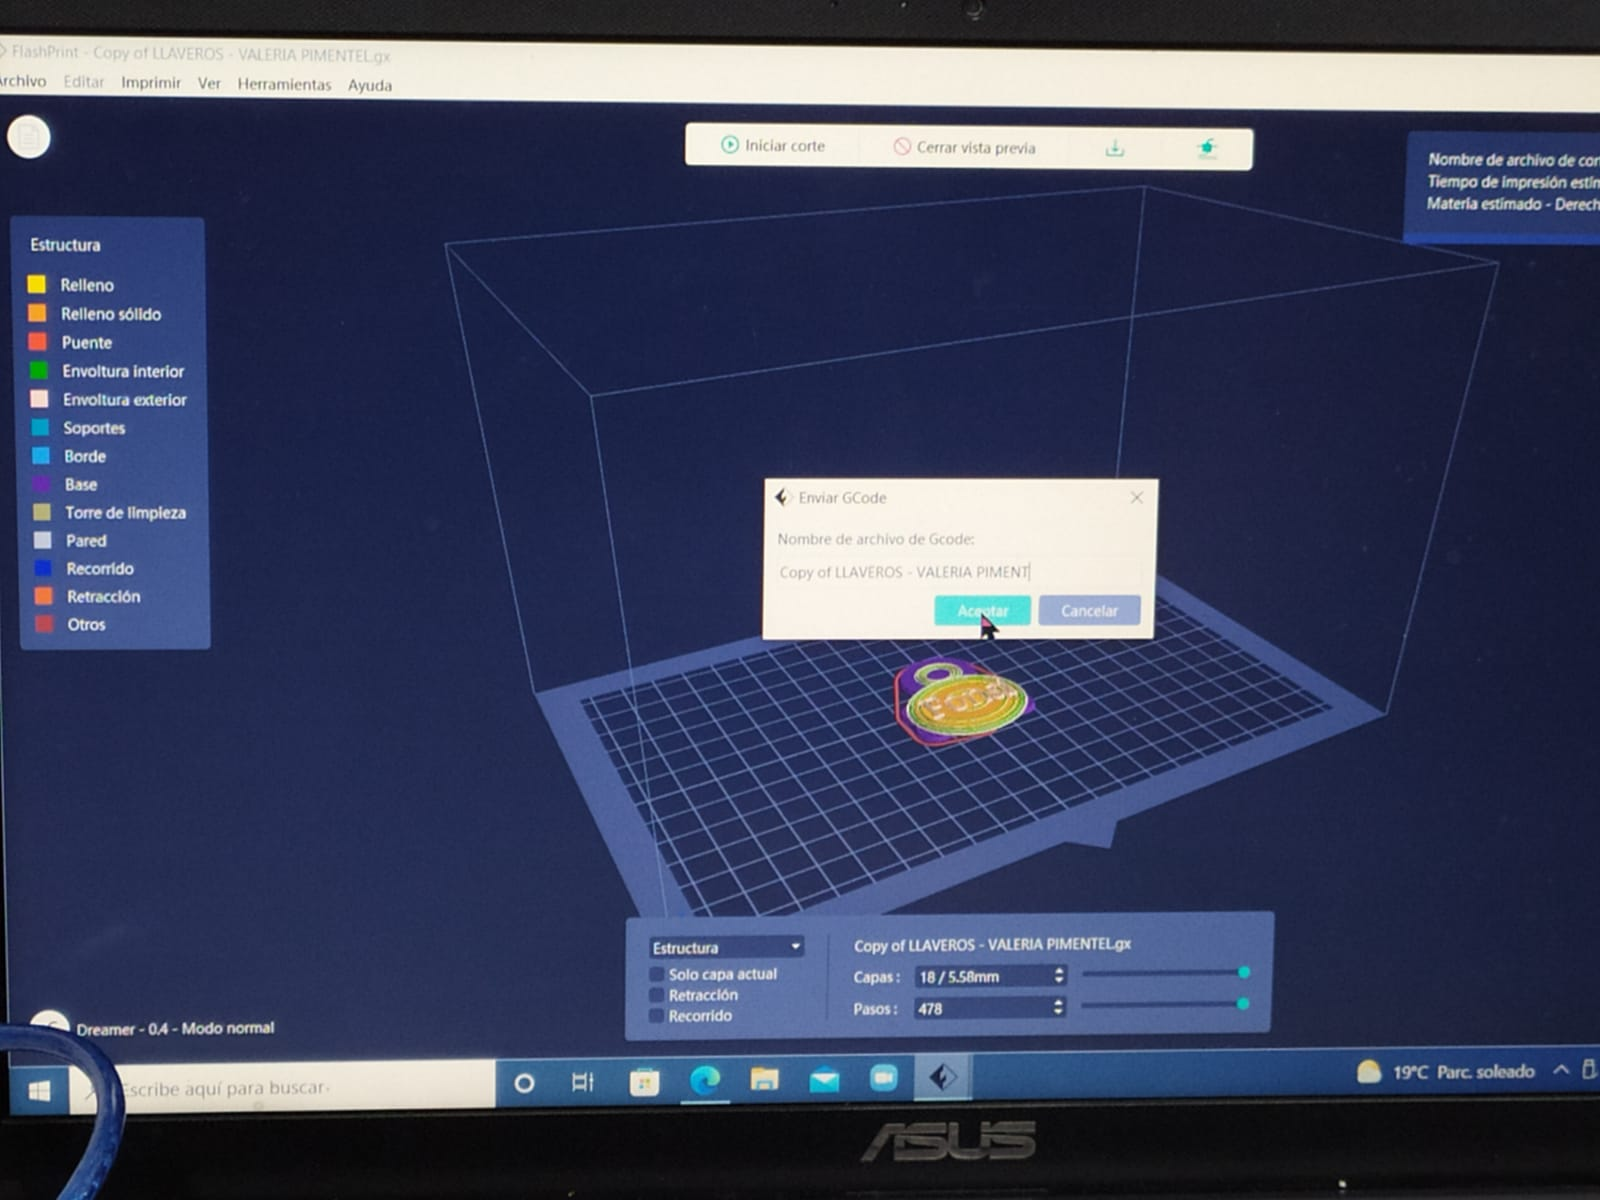 FlashPrint - Copy of LLAVEROS - VALERIA PIMENTEL.gx
Archivo Editar Imprimir Ver Herramientas Ayuda
Iniciar corte Cerrar vista previa
Nombre de archivo de cor
Tiempo de impresión estim
Materia estimado - Derech
Estructura
Relleno
Relleno sólido
Puente
Envoltura interior
Envoltura exterior
Soportes
Borde
Base
Torre de limpieza
Pared
Recorrido
Retracción
Otros
Enviar GCode
Nombre de archivo de Gcode:
Copy of LLAVEROS - VALERIA PIMENT
Aceptar Cancelar
Estructura
Solo capa actual
Retracción
Recorrido
Copy of LLAVEROS - VALERIA PIMENTEL.gx
Capas: 18 / 5.58mm
Pasos: 478
Dreamer - 0.4 - Modo normal
Escribe aquí para buscar
19°C Parc. soleado
ASUS